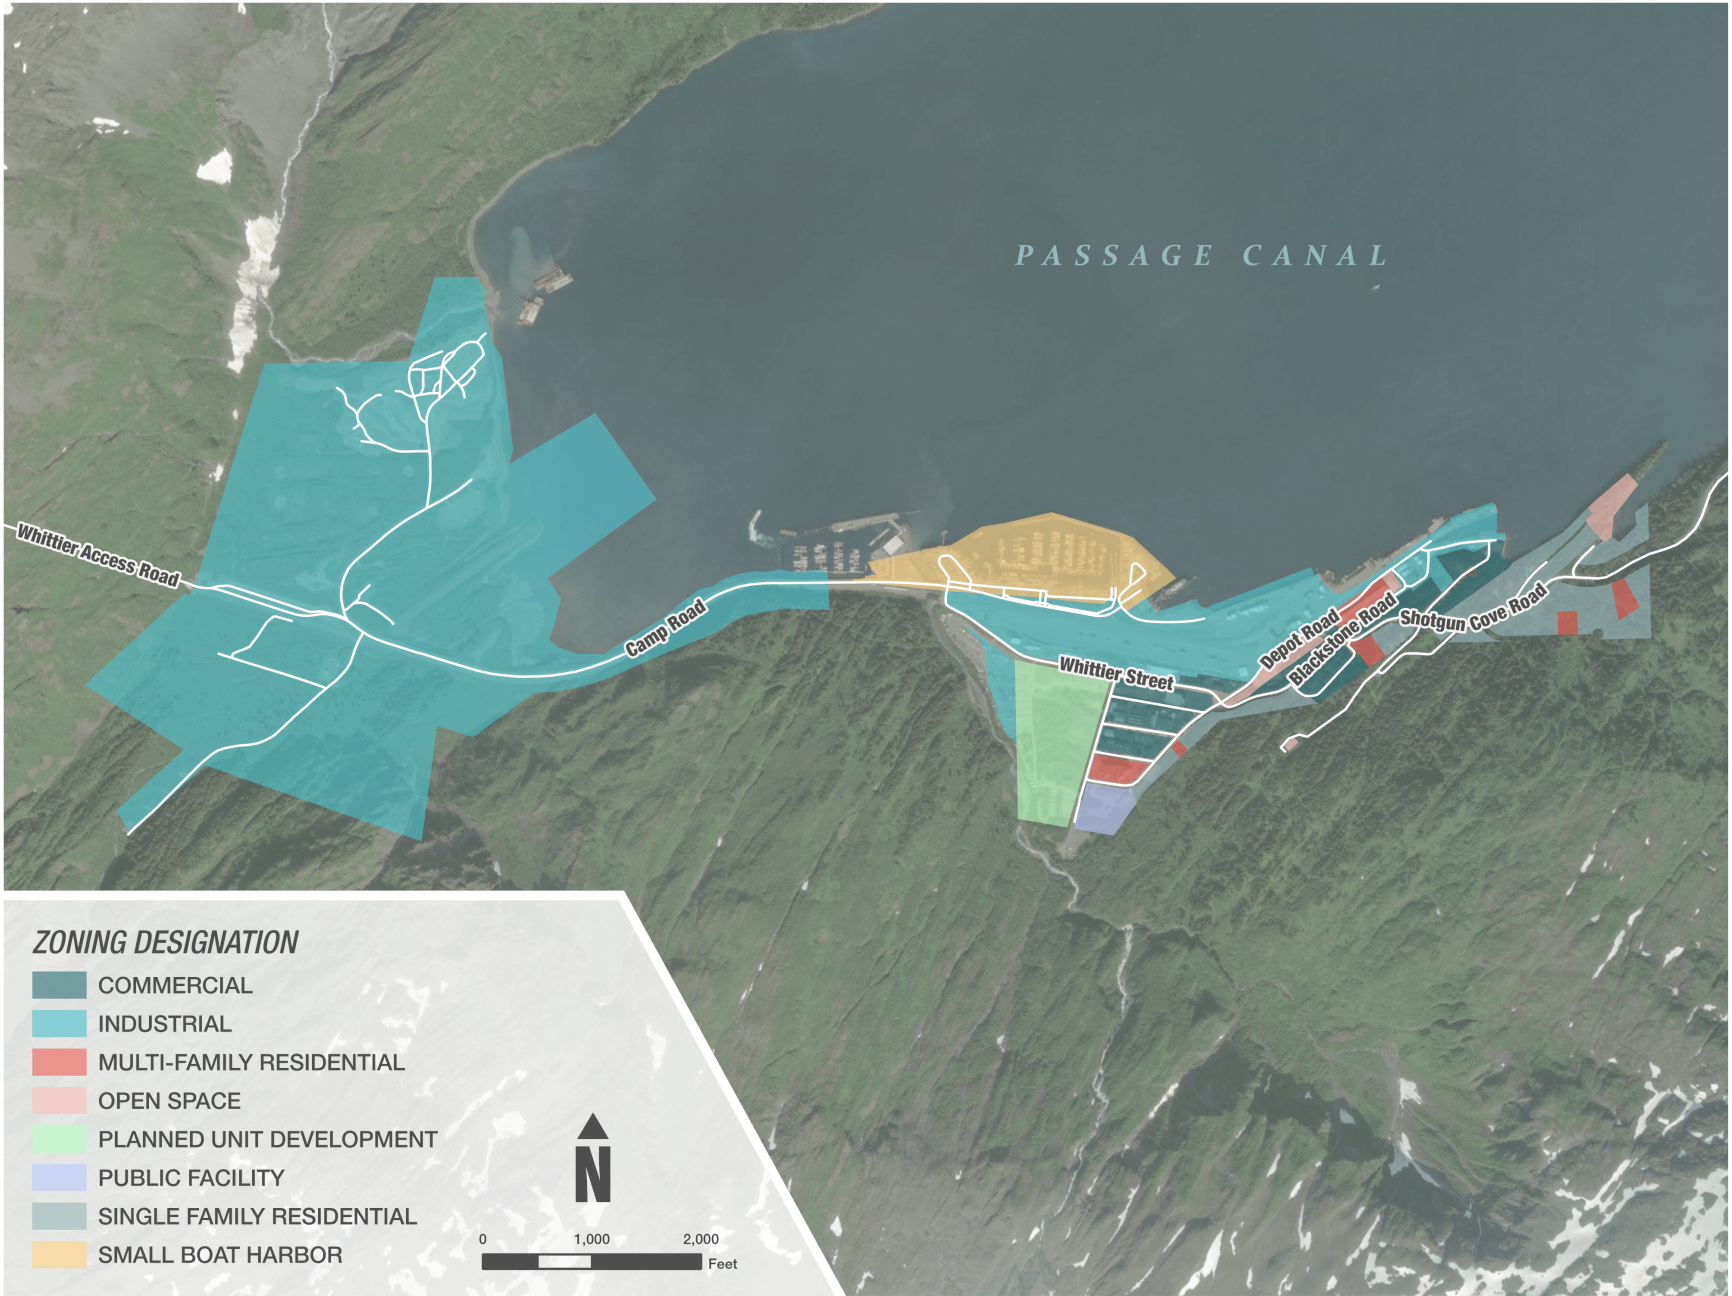 PASSAGE CANAL
Whittier Access Road
Camp Road
Whittier Street
Depot Road
Blackstone Road
Shotgun Cove Road
ZONING DESIGNATION
COMMERCIAL
INDUSTRIAL
MULTI-FAMILY RESIDENTIAL
OPEN SPACE
PLANNED UNIT DEVELOPMENT
PUBLIC FACILITY
SINGLE FAMILY RESIDENTIAL
SMALL BOAT HARBOR
N
0 1,000 2,000
Feet